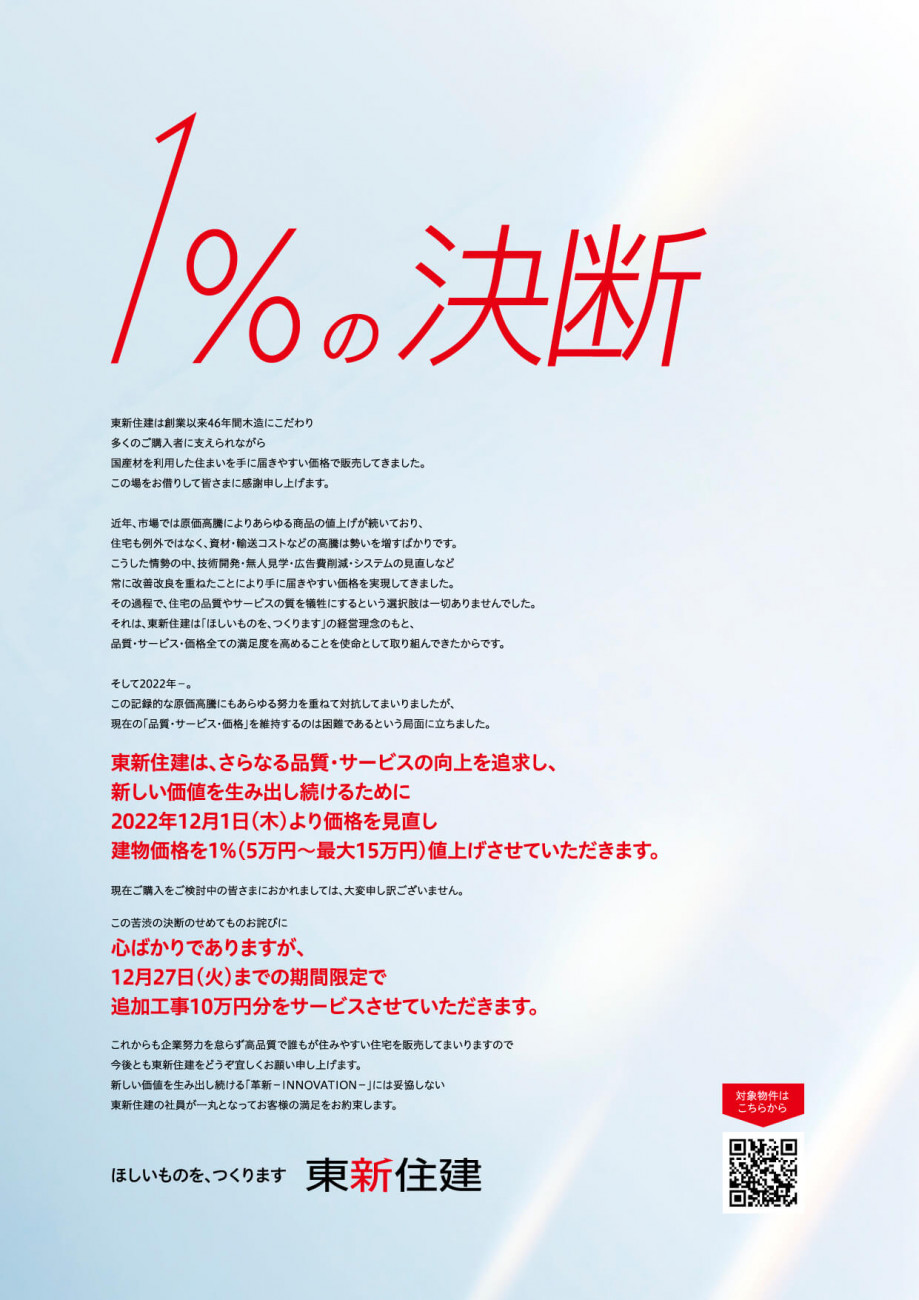 1%の決断
東新住建は創業以来46年間木造にこだわり
多くのご購入者に支えられながら
国産材を利用した住まいを手に届きやすい価格で販売してきました。
この場をお借りして皆さまに感謝申し上げます。
近年、市場では原価高騰によりあらゆる商品の値上げが続いており、
住宅も例外ではなく、資材・輸送コストなどの高騰は勢いを増すばかりです。
こうした情勢の中、技術開発・無人見学・広告費削減・システムの見直しなど
常に改善改良を重ねたことにより手に届きやすい価格を実現してきました。
その過程で、住宅の品質やサービスの質を犠牲にするという選択肢は一切ありませんでした。
それは、東新住建は「ほしいものを、つくります」の経営理念のもと、
品質・サービス・価格全ての満足度を高めることを使命として取り組んできたからです。
そして2022年−。
この記録的な原価高騰にもあらゆる努力を重ねて対抗してまいりましたが、
現在の「品質・サービス・価格」を維持するのは困難であるという局面に立ちました。
東新住建は、さらなる品質・サービスの向上を追求し、
新しい価値を生み出し続けるために
2022年12月1日（木）より価格を見直し
建物価格を1%（5万円〜最大15万円）値上げさせていただきます。
現在ご購入をご検討中の皆さまにおかれましては、大変申し訳ございません。
この苦渋の決断のせめてものお詫びに
心ばかりでありますが、
12月27日（火）までの期間限定で
追加工事10万円分をサービスさせていただきます。
これからも企業努力を怠らず高品質で誰もが住みやすい住宅を販売してまいりますので
今後とも東新住建をどうぞ宜しくお願い申し上げます。
新しい価値を生み出し続ける「革新−INNOVATION−」には妥協しない
東新住建の社員が一丸となってお客様の満足をお約束します。
対象物件は
こちらから
ほしいものを、つくります 東新住建